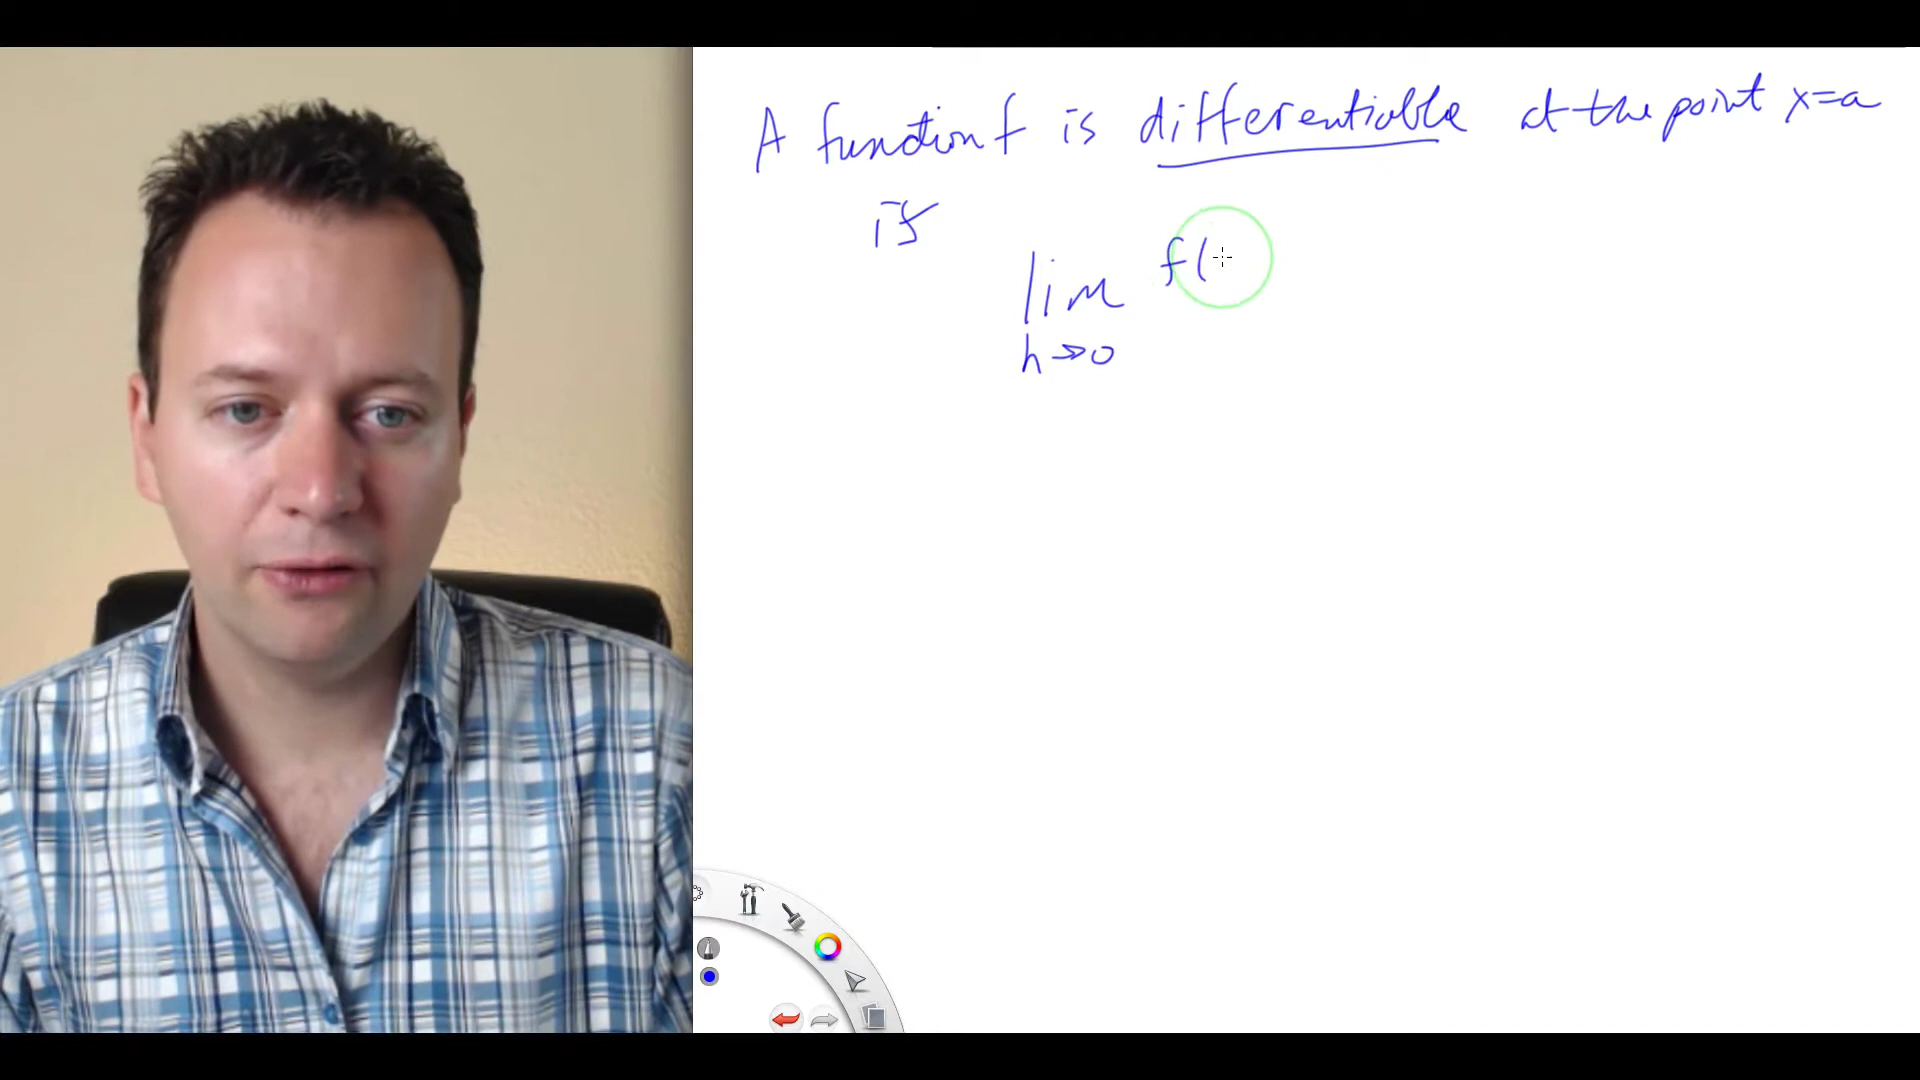 A function f is differentiable at the point x=a
if
lim f(
h→0